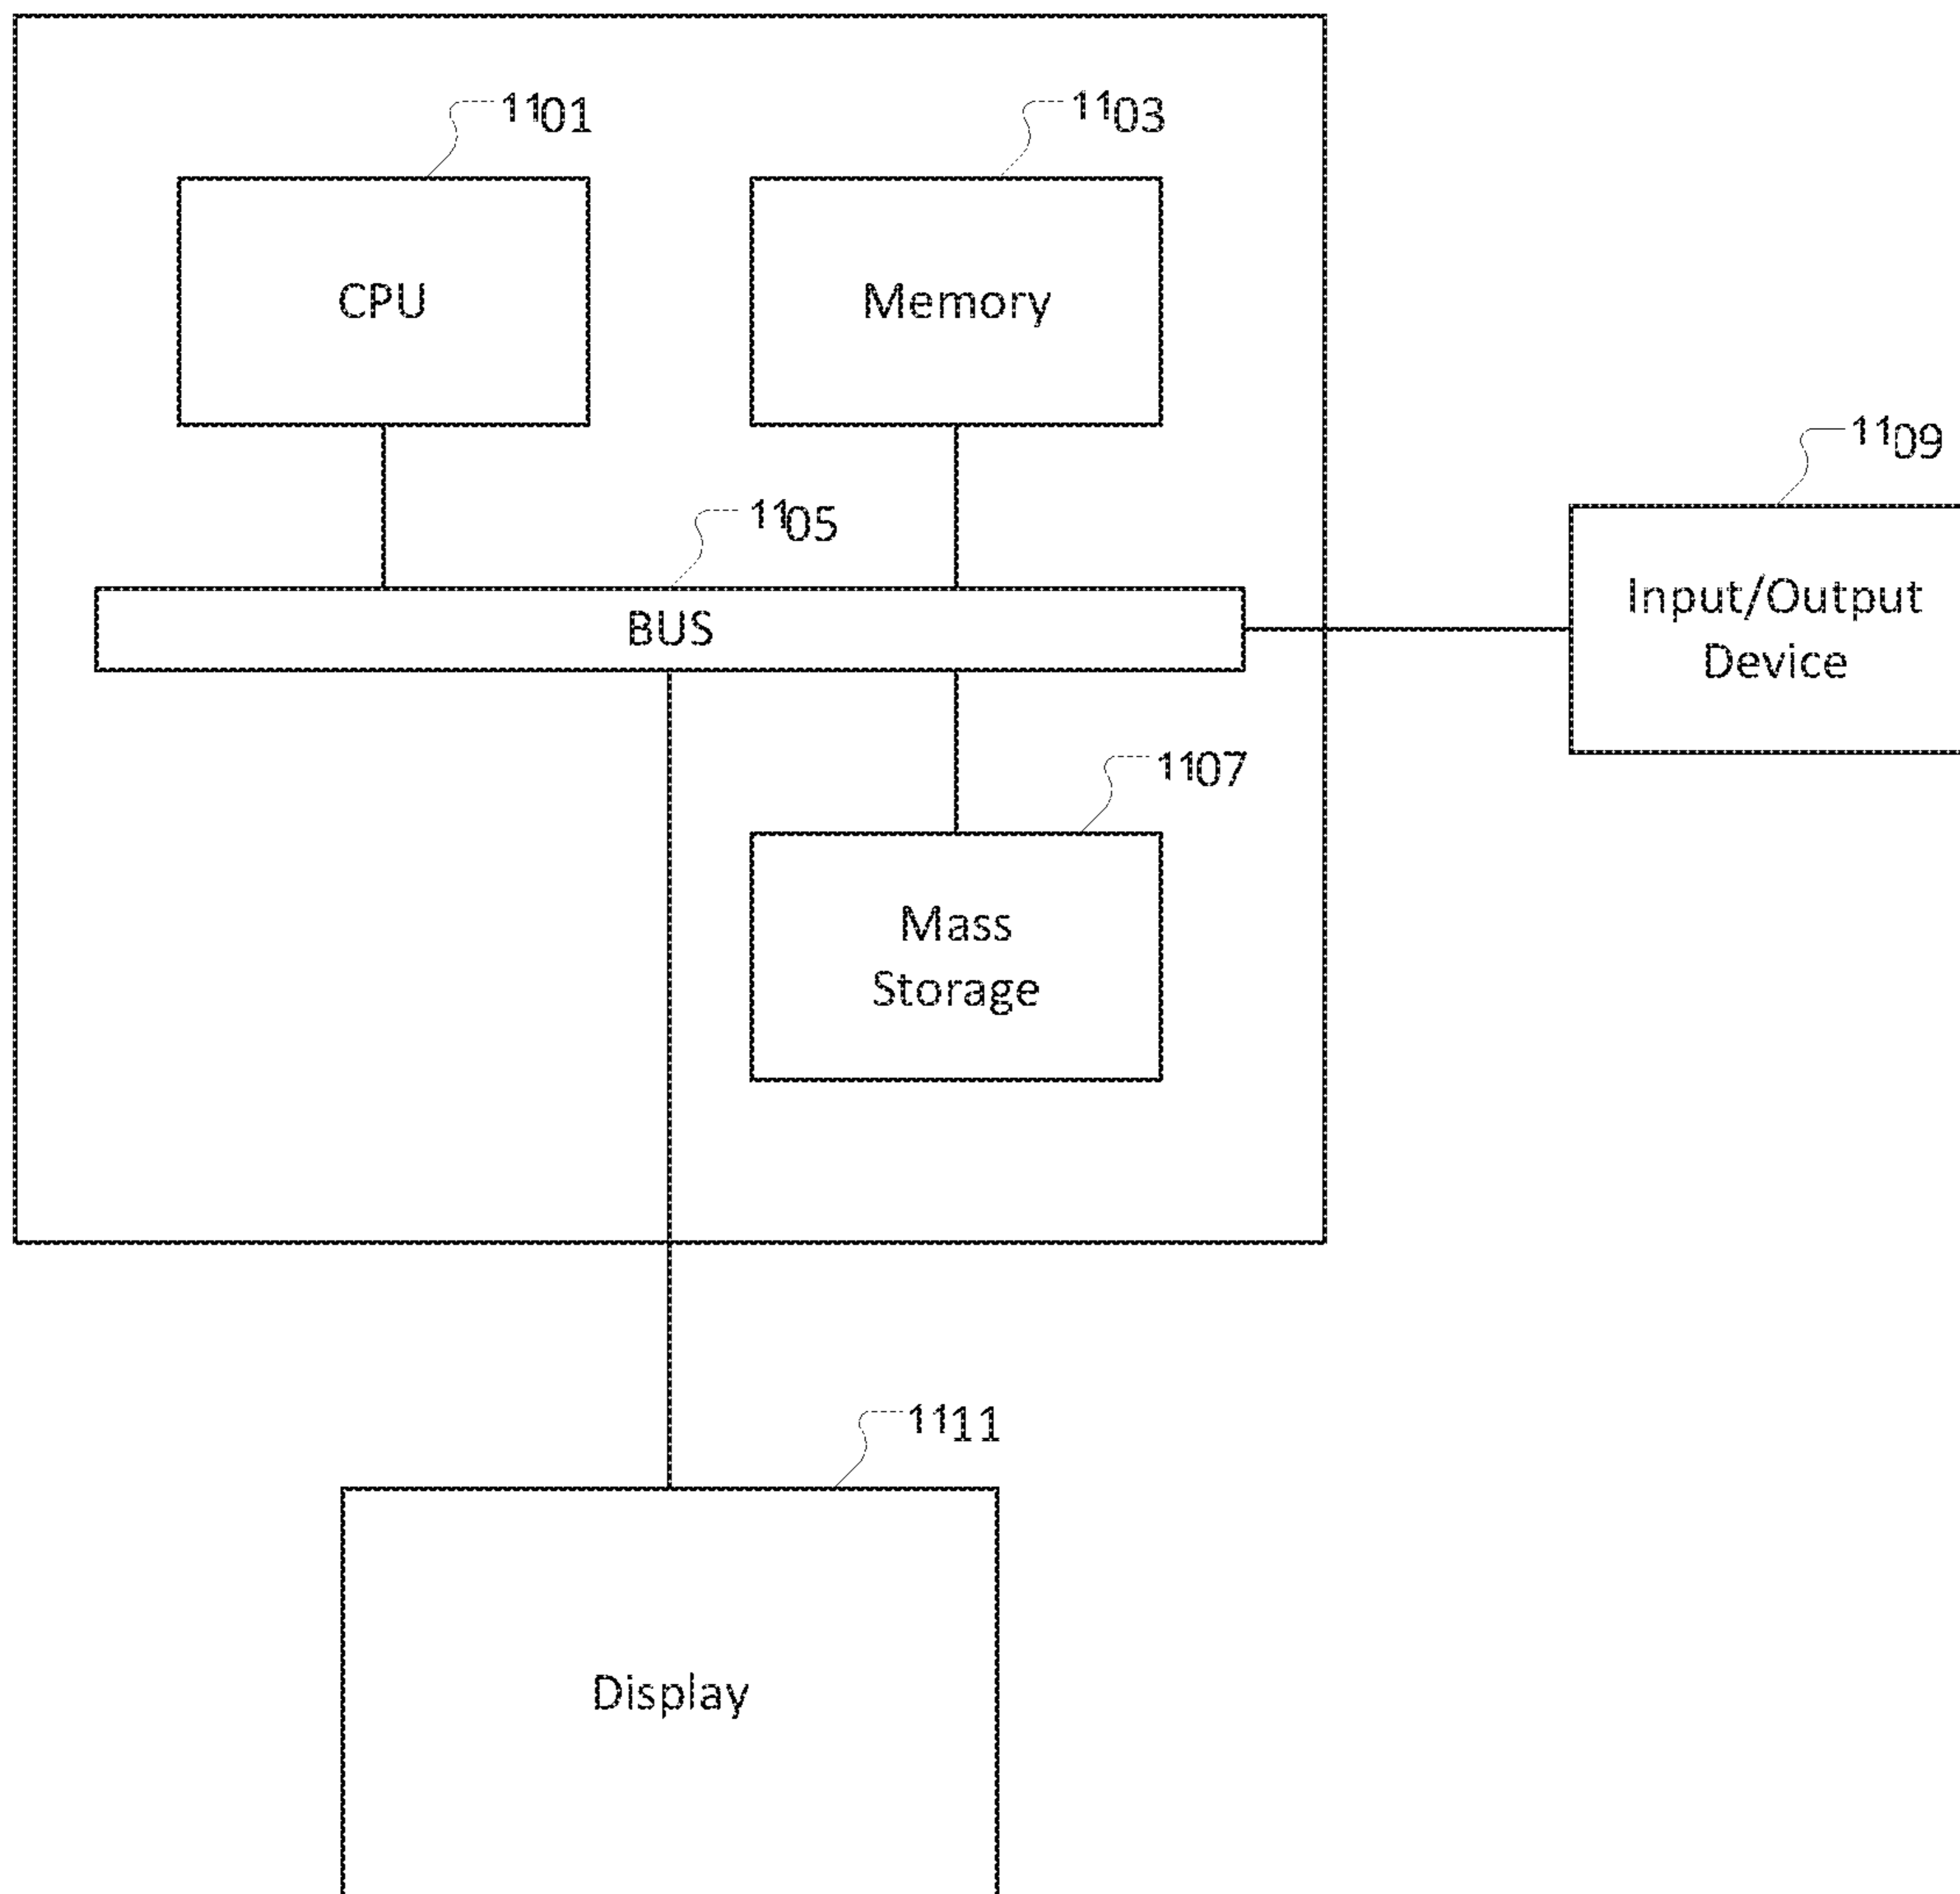 1101
1103
CPU
Memory
1109
1105
Input/Output
Device
BUS
1107
Mass
Storage
1111
Display